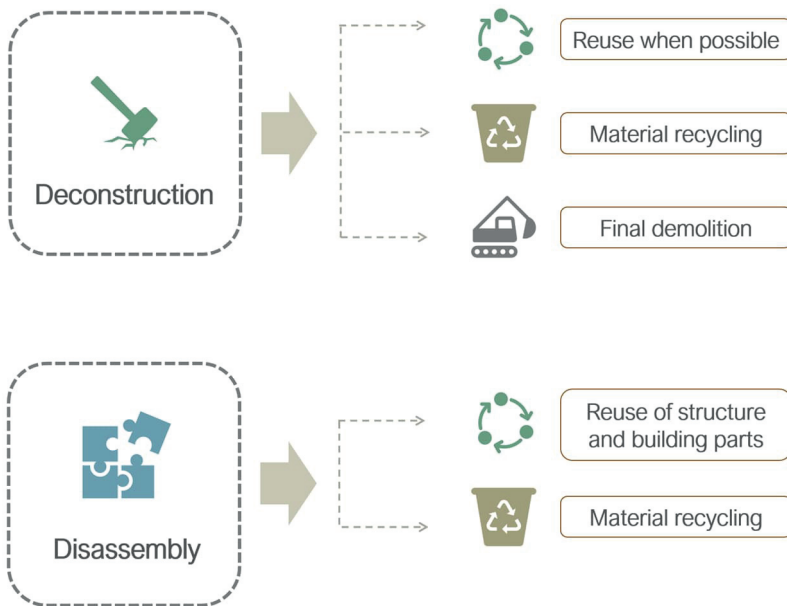 Deconstruction
Reuse when possible
Material recycling
Final demolition
Disassembly
Reuse of structure
and building parts
Material recycling